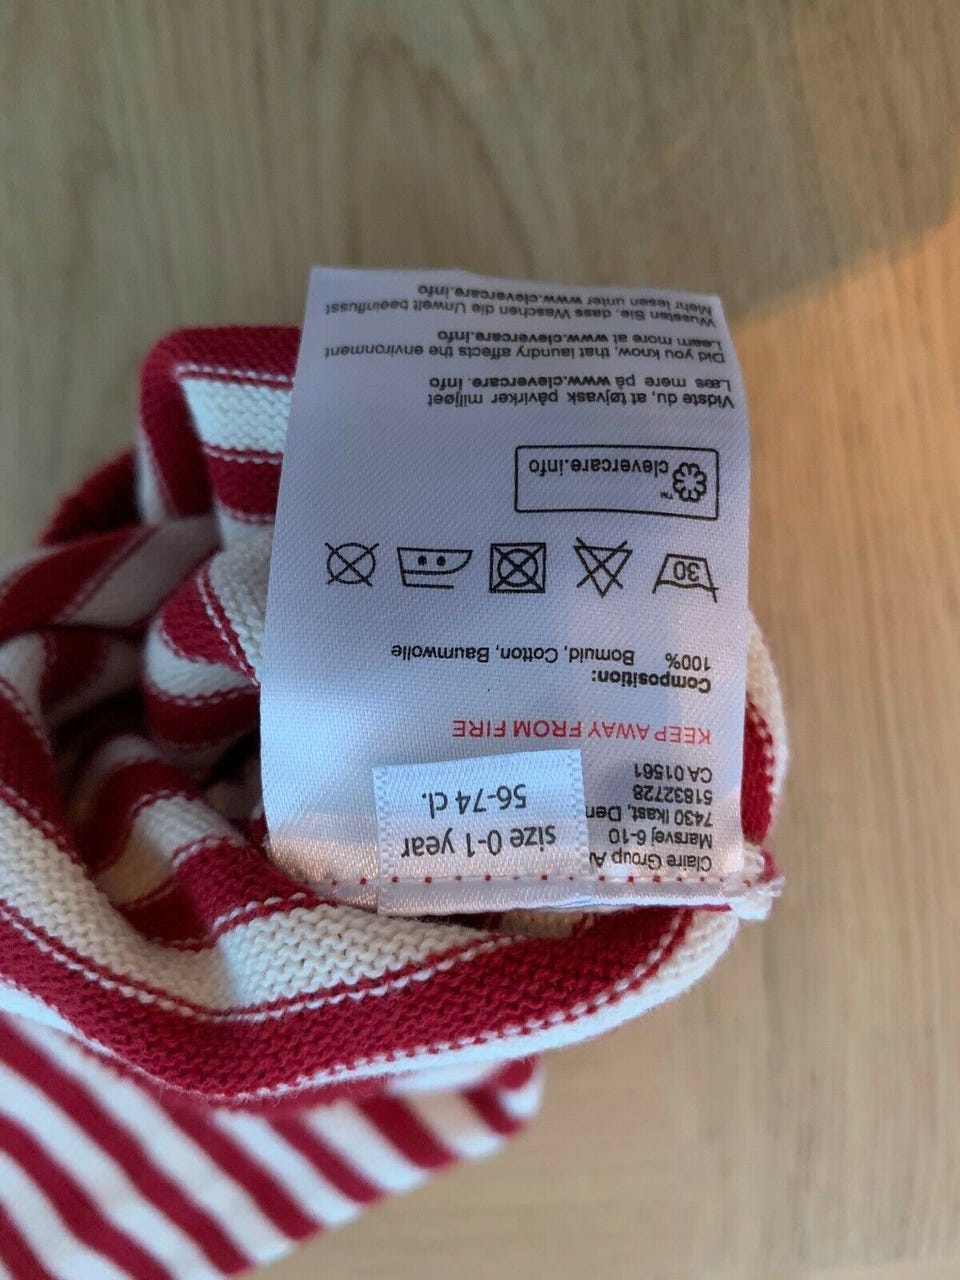 size 0-1 year
56-74 cl.
Claire Group
Marsvej 6-10
7430 Ikast,
51832728
CA 01561
KEEP AWAY FROM FIRE
Composition:
100% Bomuld, Cotton, Baumwolle
30
clevercare.info
TM
Vidste du, at tøjvask påvirker miljøet
Læs mere på www.clevercare. info
Did you know, that laundry affects the environment
Learn more at www.clevercare.info
Wussten Sie, dass Waschen die Umwelt beeinflusst
Mehr lesen unter www.clevercare.info